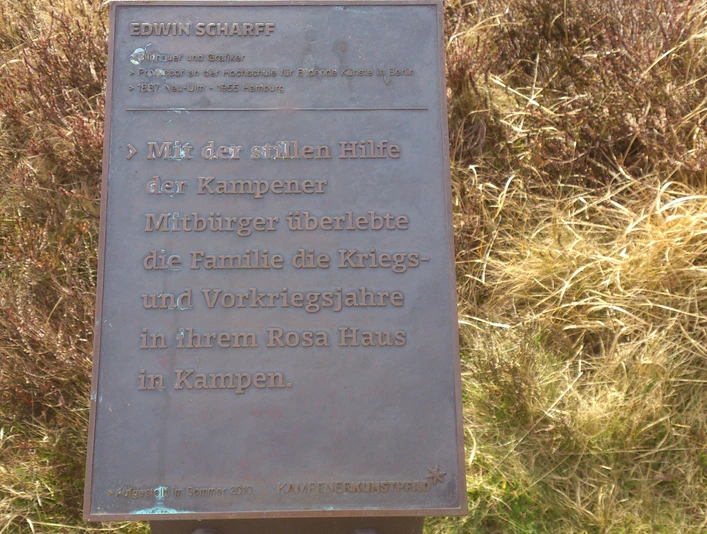 EDWIN SCHARFF
> Bildhauer und Grafiker
> Professor an der Hochschule für Bildende Künste in Berlin
> 1887 Neu-Ulm - 1955 Hamburg
> Mit der stillen Hilfe
der Kampener
Mitbürger überlebte
die Familie die Kriegs-
und Vorkriegsjahre
in ihrem Rosa Haus
in Kampen.
> Aufgestellt im Sommer 2010
KAMPENERKUNSTPFAD